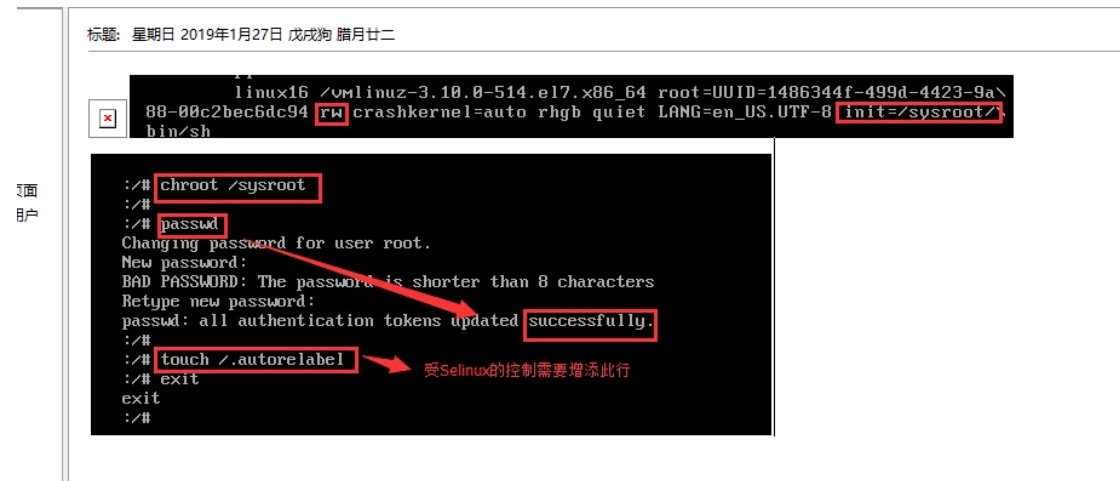 标题: 星期日 2019年1月27日 戊戌狗 腊月廿二
linux16 /vmlinuz-3.10.0-514.el7.x86_64 root=UUID=1486344f-499d-4423-9a\
88-00c2bec6dc94 rw crashkernel=auto rhgb quiet LANG=en_US.UTF-8 init=/sysroot/\
bin/sh
页面
用户
:/# chroot /sysroot
:/#
:/# passwd
Changing password for user root.
New password:
BAD PASSWORD: The password is shorter than 8 characters
Retype new password:
passwd: all authentication tokens updated successfully.
:/#
:/# touch /.autorelabel
受Selinux的控制需要增添此行
:/# exit
exit
:/#